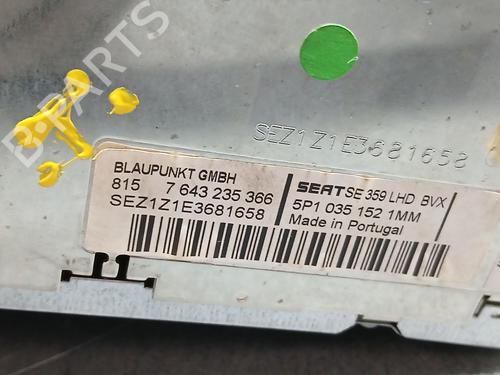 B-PARTS
SEZ1Z1E3681658
BLAUPUNKT GMBH
815 7 643 235 366
SEZ1Z1E3681658
SEAT SE 359 LHD BVX
5P1 035 152 1MM
Made in Portugal